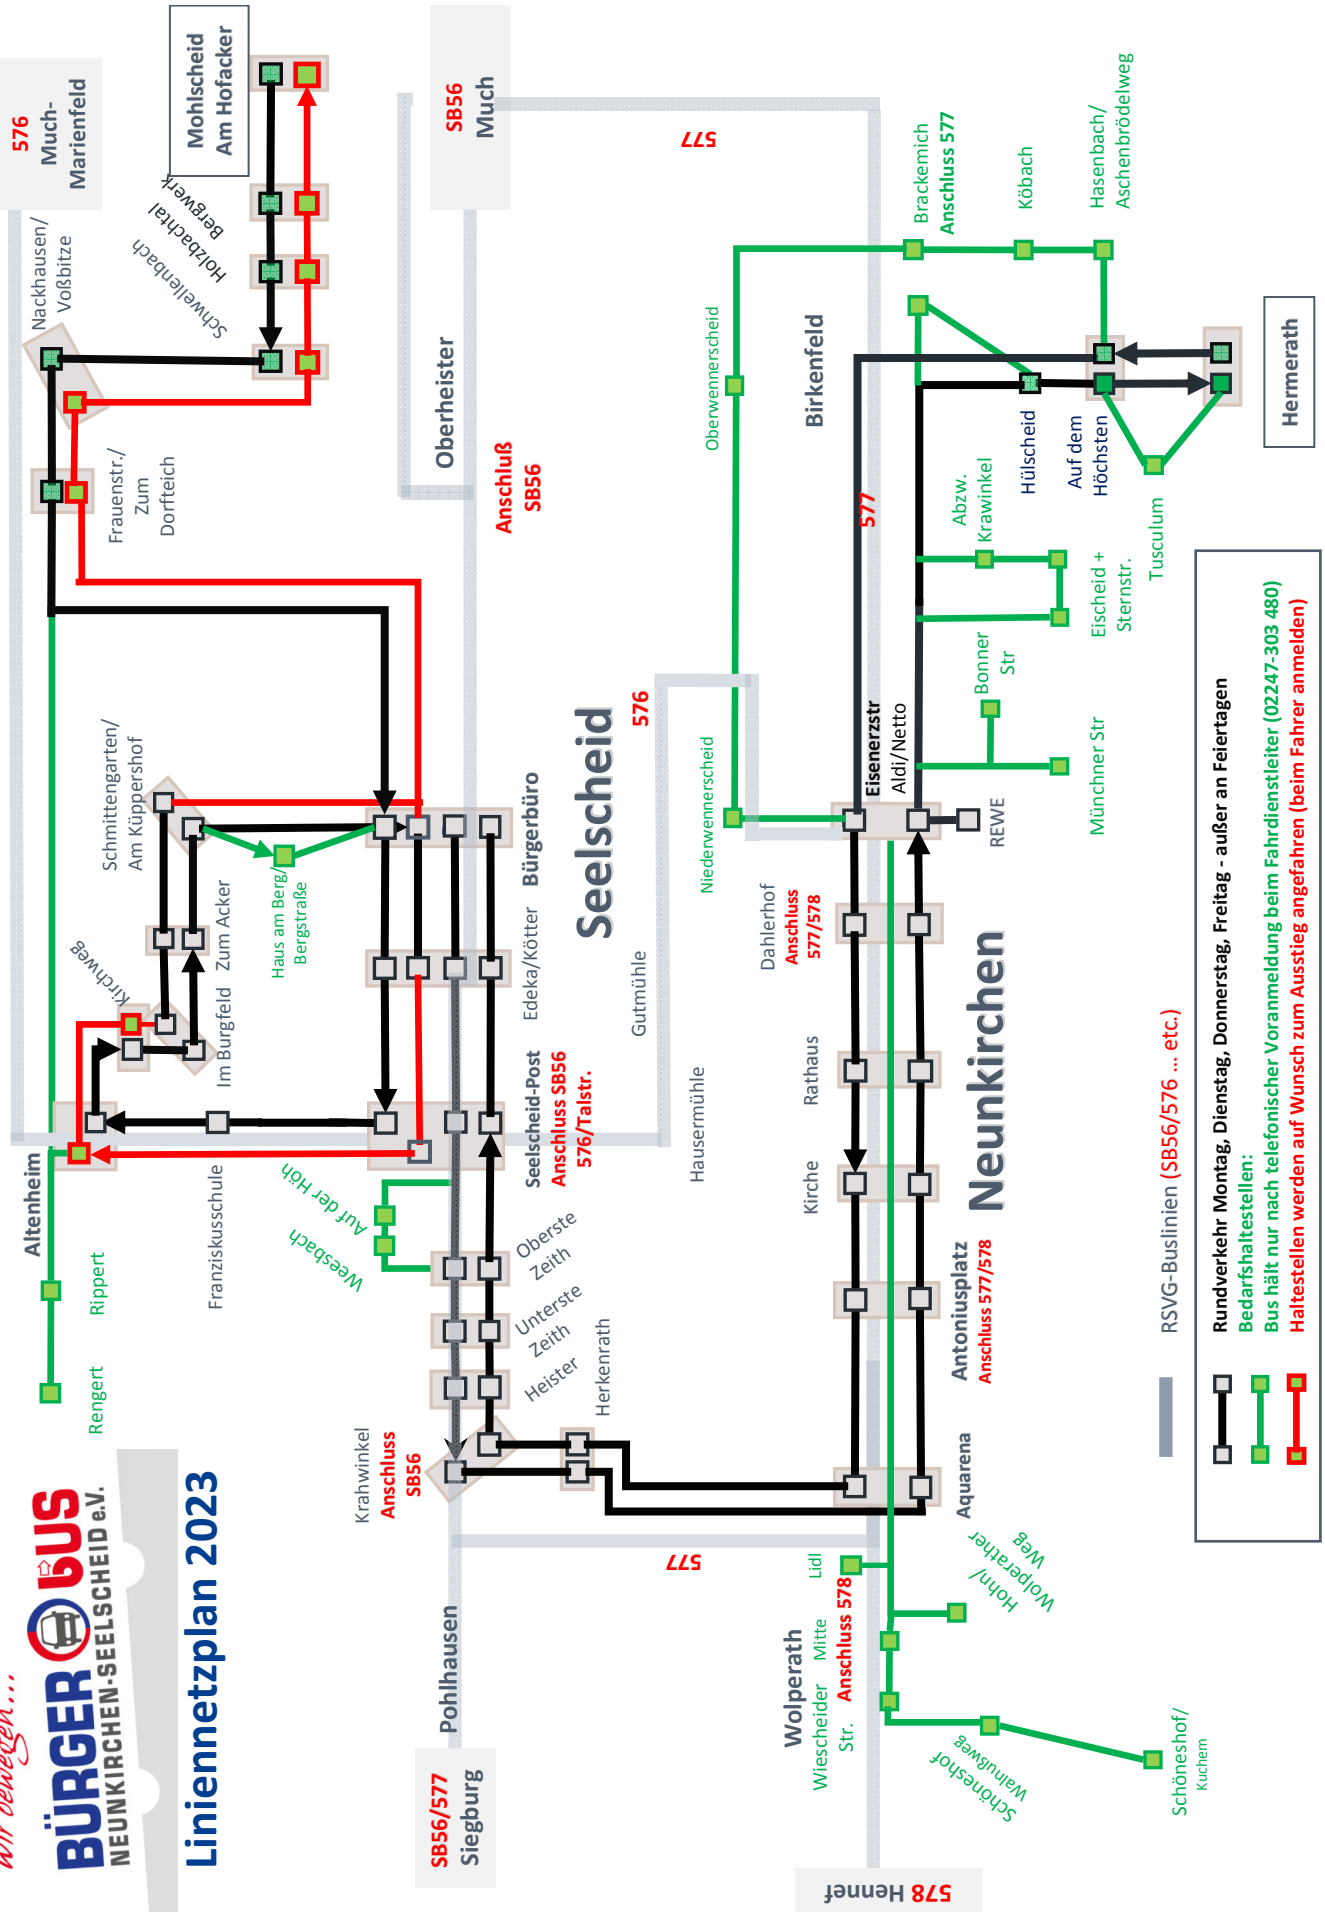 Wir bewegen...
BÜRGER BUS
NEUNKIRCHEN-SEELSCHEID e.V.
Liniennetzplan 2023
Rengert
Rippert
Altenheim
Franziskusschule
Kirchweg
Im Burgfeld
Zum Acker
Schmittengarten/
Am Küppershof
Haus am Berg/
Bergstraße
Frauenstr./
Zum
Dorfteich
Nackhausen/
Voßbitze
576
Much-
Marienfeld
Mohlscheid
Am Hofacker
Schwellenbach
Holzbachtal
Bergwerk
SB56/577
Siegburg
Pohlhausen
Krahwinkel
Anschluss
SB56
Weesbach
Auf der Höh
Heister
Unterste
Zeith
Oberste
Zeith
Herkenrath
Seelscheid-Post
Anschluss SB56
576/Talstr.
Edeka/Kötter
Bürgerbüro
Seelscheid
Anschluß
SB56
Oberheister
SB56
Much
577
577
576
Hausermühle
Gutmühle
Niederwennerscheid
Oberwennerscheid
Brackemich
Anschluss 577
Köbach
Hasenbach/
Aschenbrödelweg
578 Hennef
Wolperath
Wiescheider
Str.
Mitte
Anschluss 578
Lidl
Hohn/
Wolperather
Weg
Schöneshof
Walnußweg
Schöneshof/
Kuchem
Aquarena
Antoniusplatz
Anschluss 577/578
Kirche
Rathaus
Dahlerhof
Anschluss
577/578
Neunkirchen
Eisenerzstr
Aldi/Netto
REWE
Birkenfeld
577
Münchner Str
Bonner
Str
Abzw.
Krawinkel
Eischeid +
Sternstr.
Hülscheid
Auf dem
Höchsten
Tusculum
Hermerath
RSVG-Buslinien (SB56/576 ... etc.)
Rundverkehr Montag, Dienstag, Donnerstag, Freitag - außer an Feiertagen
Bedarfshaltestellen:
Bus hält nur nach telefonischer Voranmeldung beim Fahrdienstleiter (02247-303 480)
Haltestellen werden auf Wunsch zum Ausstieg angefahren (beim Fahrer anmelden)